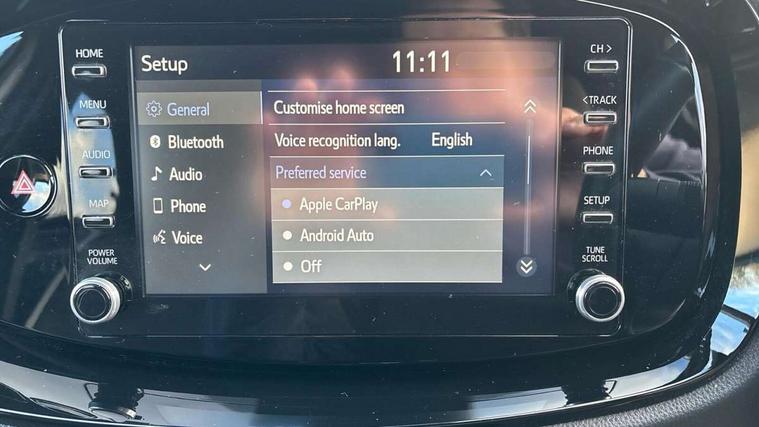 HOME
MENU
AUDIO
MAP
POWER
VOLUME
Setup
11:11
General
Bluetooth
Audio
Phone
Voice
Customise home screen
Voice recognition lang. English
Preferred service
Apple CarPlay
Android Auto
Off
CH >
< TRACK
PHONE
SETUP
TUNE
SCROLL